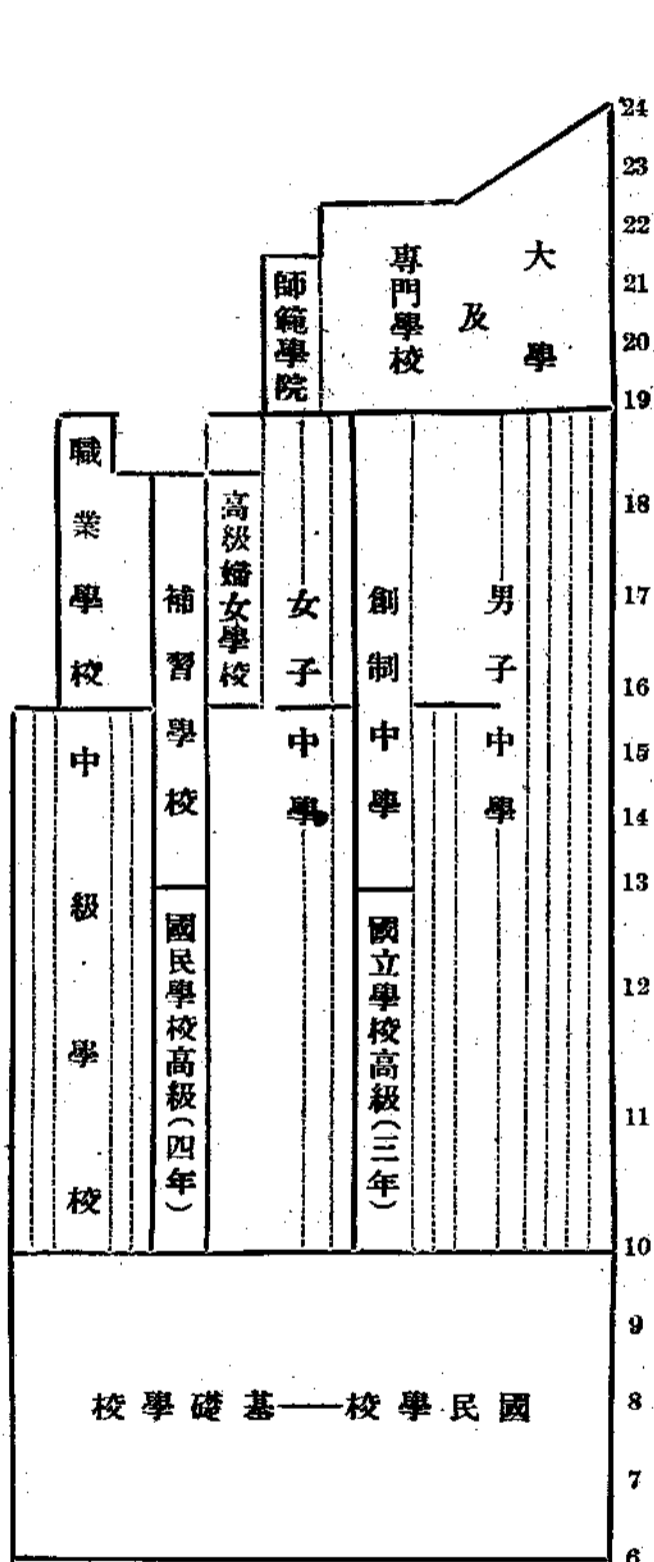 24
23
22
21
20
19
18
17
16
15
14
13
12
11
10
9
8
7
6
大學
及
專門學校
師範學院
男子中學
創制中學
國立學校高級(三年)
女子中學
高級婦女學校
補習學校
國民學校高級(四年)
職業學校
中級學校
國民學校——基礎學校